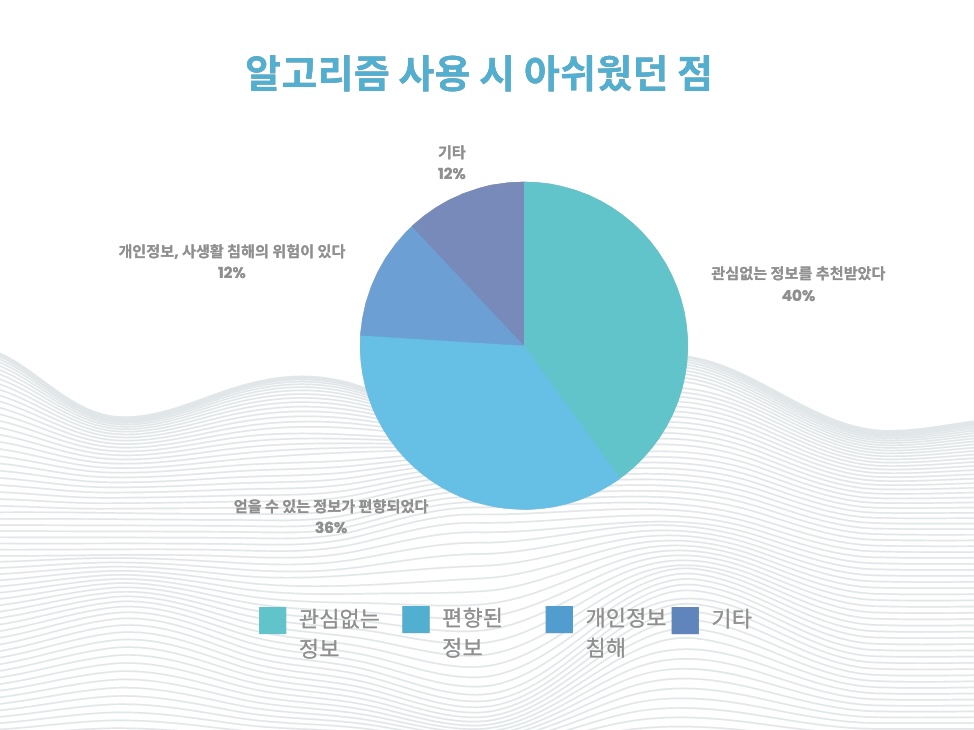 알고리즘 사용 시 아쉬웠던 점
기타
12%
개인정보, 사생활 침해의 위험이 있다
12%
관심없는 정보를 추천받았다
40%
얻을 수 있는 정보가 편향되었다
36%
관심없는
정보
편향된
정보
개인정보
침해
기타